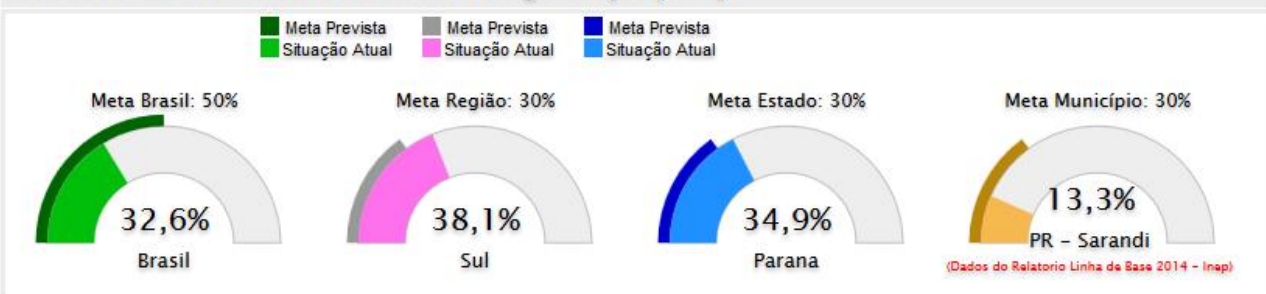 Meta Prevista Meta Prevista Meta Prevista
Situação Atual Situação Atual Situação Atual
Meta Brasil: 50% Meta Região: 30% Meta Estado: 30% Meta Município: 30%
32,6% 38,1% 34,9% 13,3%
Brasil Sul Parana PR - Sarandi
(Dados do Relatorio Linha de Base 2014 - Inep)